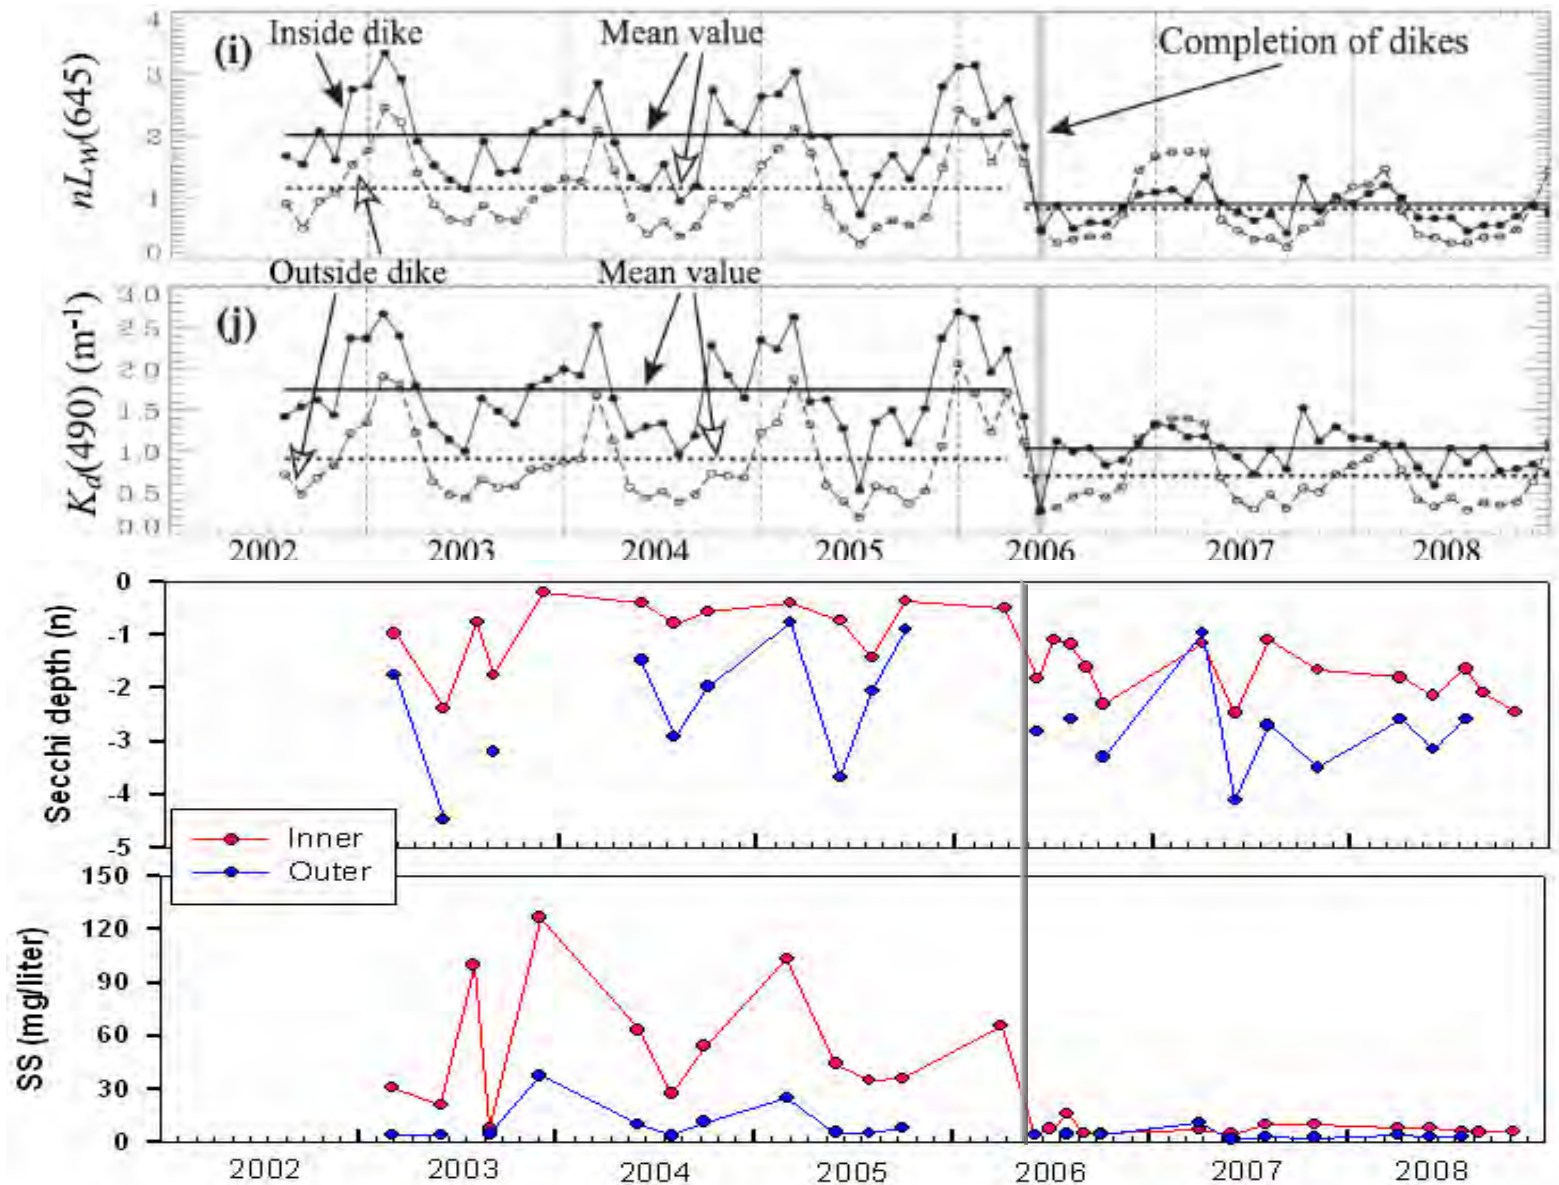 4
(i)
Inside dike
Mean value
Completion of dikes
3
2
1
0
nLw(645)
Outside dike
Mean value
3.0
(j)
2.5
2.0
1.5
1.0
0.5
0.0
Kd(490) (m-1)
2002 2003 2004 2005 2006 2007 2008
0
-1
-2
-3
-4
-5
Secchi depth (n)
Inner
Outer
150
120
90
60
30
0
SS (mg/liter)
2002 2003 2004 2005 2006 2007 2008